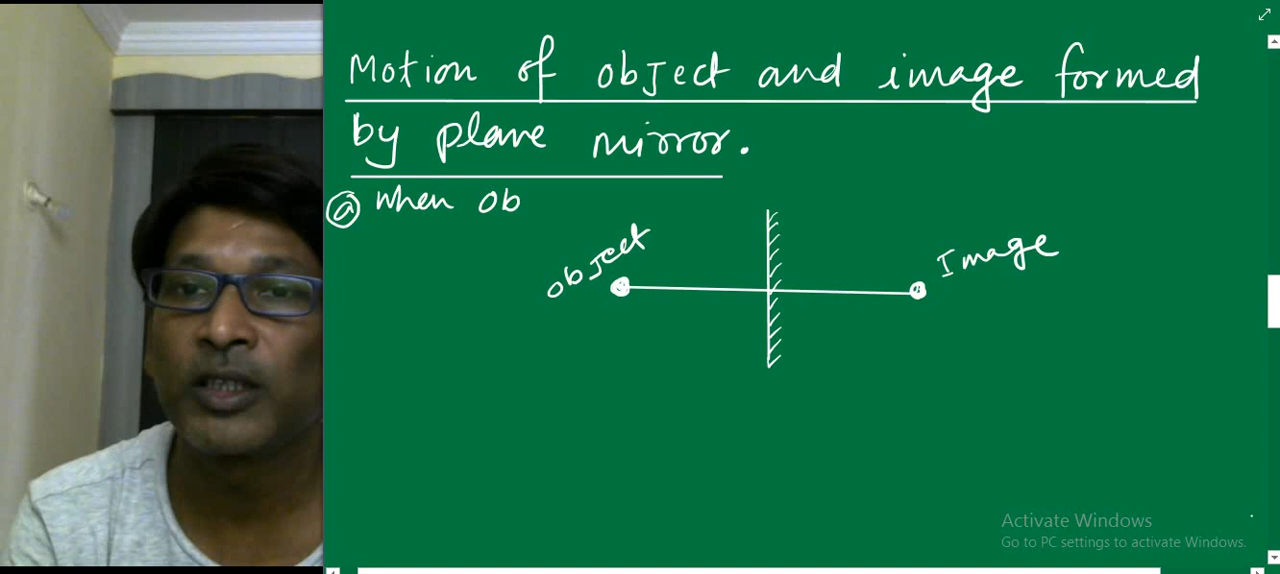 Motion of object and image formed
by plane mirror.
(a) when ob
object
Image
Activate Windows
Go to PC settings to activate Windows.